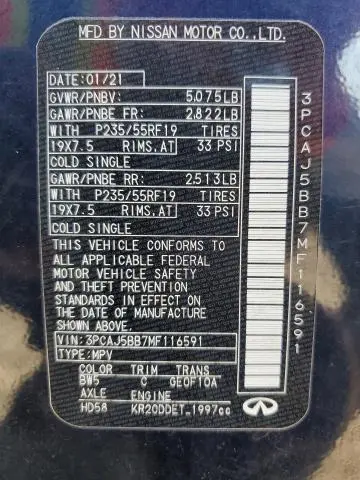 MFD BY NISSAN MOTOR CO.,LTD.
DATE:01/21
GVWR/PNBV: 5,075LB
GAWR/PNBE FR: 2,822LB
WITH P235/55RF19 TIRES
19X7.5 RIMS.AT 33 PSI
COLD SINGLE
GAWR/PNBE RR: 2,513LB
WITH P235/55RF19 TIRES
19X7.5 RIMS.AT 33 PSI
COLD SINGLE
THIS VEHICLE CONFORMS TO
ALL APPLICABLE FEDERAL
MOTOR VEHICLE SAFETY
AND THEFT PREVENTION
STANDARDS IN EFFECT ON
THE DATE OF MANUFACTURE
SHOWN ABOVE.
VIN:3PCAJ5BB7MF116591
TYPE:MPV
COLOR TRIM TRANS
BW5 C GEOF10A
AXLE ENGINE
HD58 KR20DDET_1997cc
3PCAJ5BB7MF116591